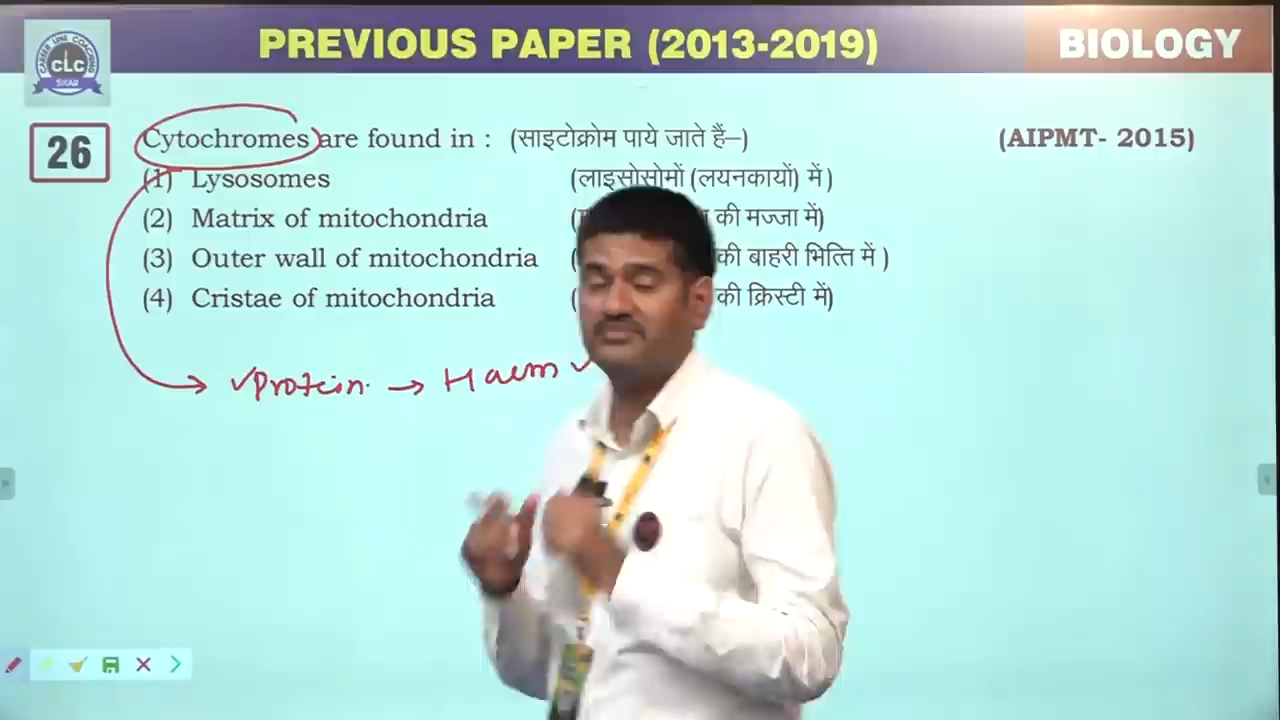 PREVIOUS PAPER (2013-2019)
BIOLOGY
CLC
SIKAR
26
Cytochromes are found in : (साइटोक्रोम पाये जाते हैं–) (AIPMT- 2015)
(1) Lysosomes (लाइसोसोमों (लयनकायों) में)
(2) Matrix of mitochondria की मज्जा में)
(3) Outer wall of mitochondria की बाहरी भित्ति में )
(4) Cristae of mitochondria की क्रिस्टी में)
→ ✓Protein → Haem ✓